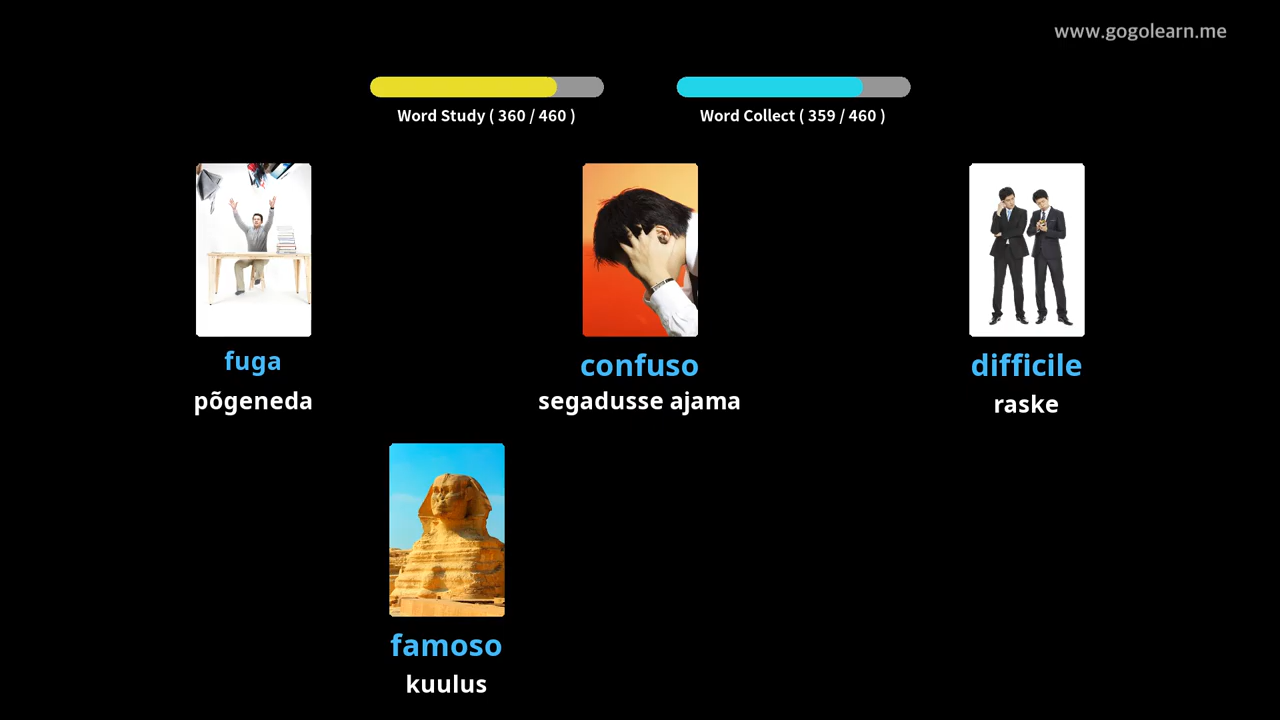 www.gogolearn.me
Word Study ( 360 / 460 )
Word Collect ( 359 / 460 )
fuga
põgeneda
confuso
segadusse ajama
difficile
raske
famoso
kuulus